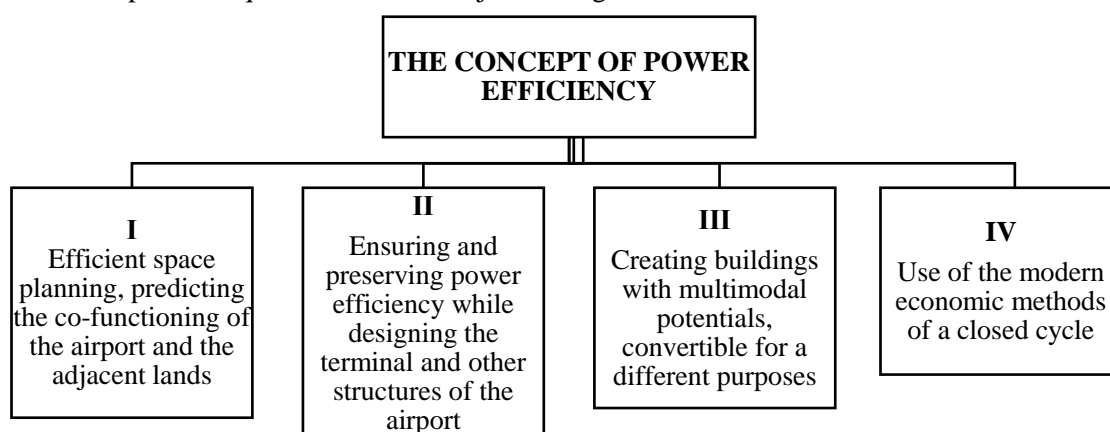 THE CONCEPT OF POWER
EFFICIENCY
I
Efficient space
planning, predicting
the co-functioning of
the airport and the
adjacent lands
II
Ensuring and
preserving power
efficiency while
designing the
terminal and other
structures of the
airport
III
Creating buildings
with multimodal
potentials,
convertible for a
different purposes
IV
Use of the modern
economic methods
of a closed cycle